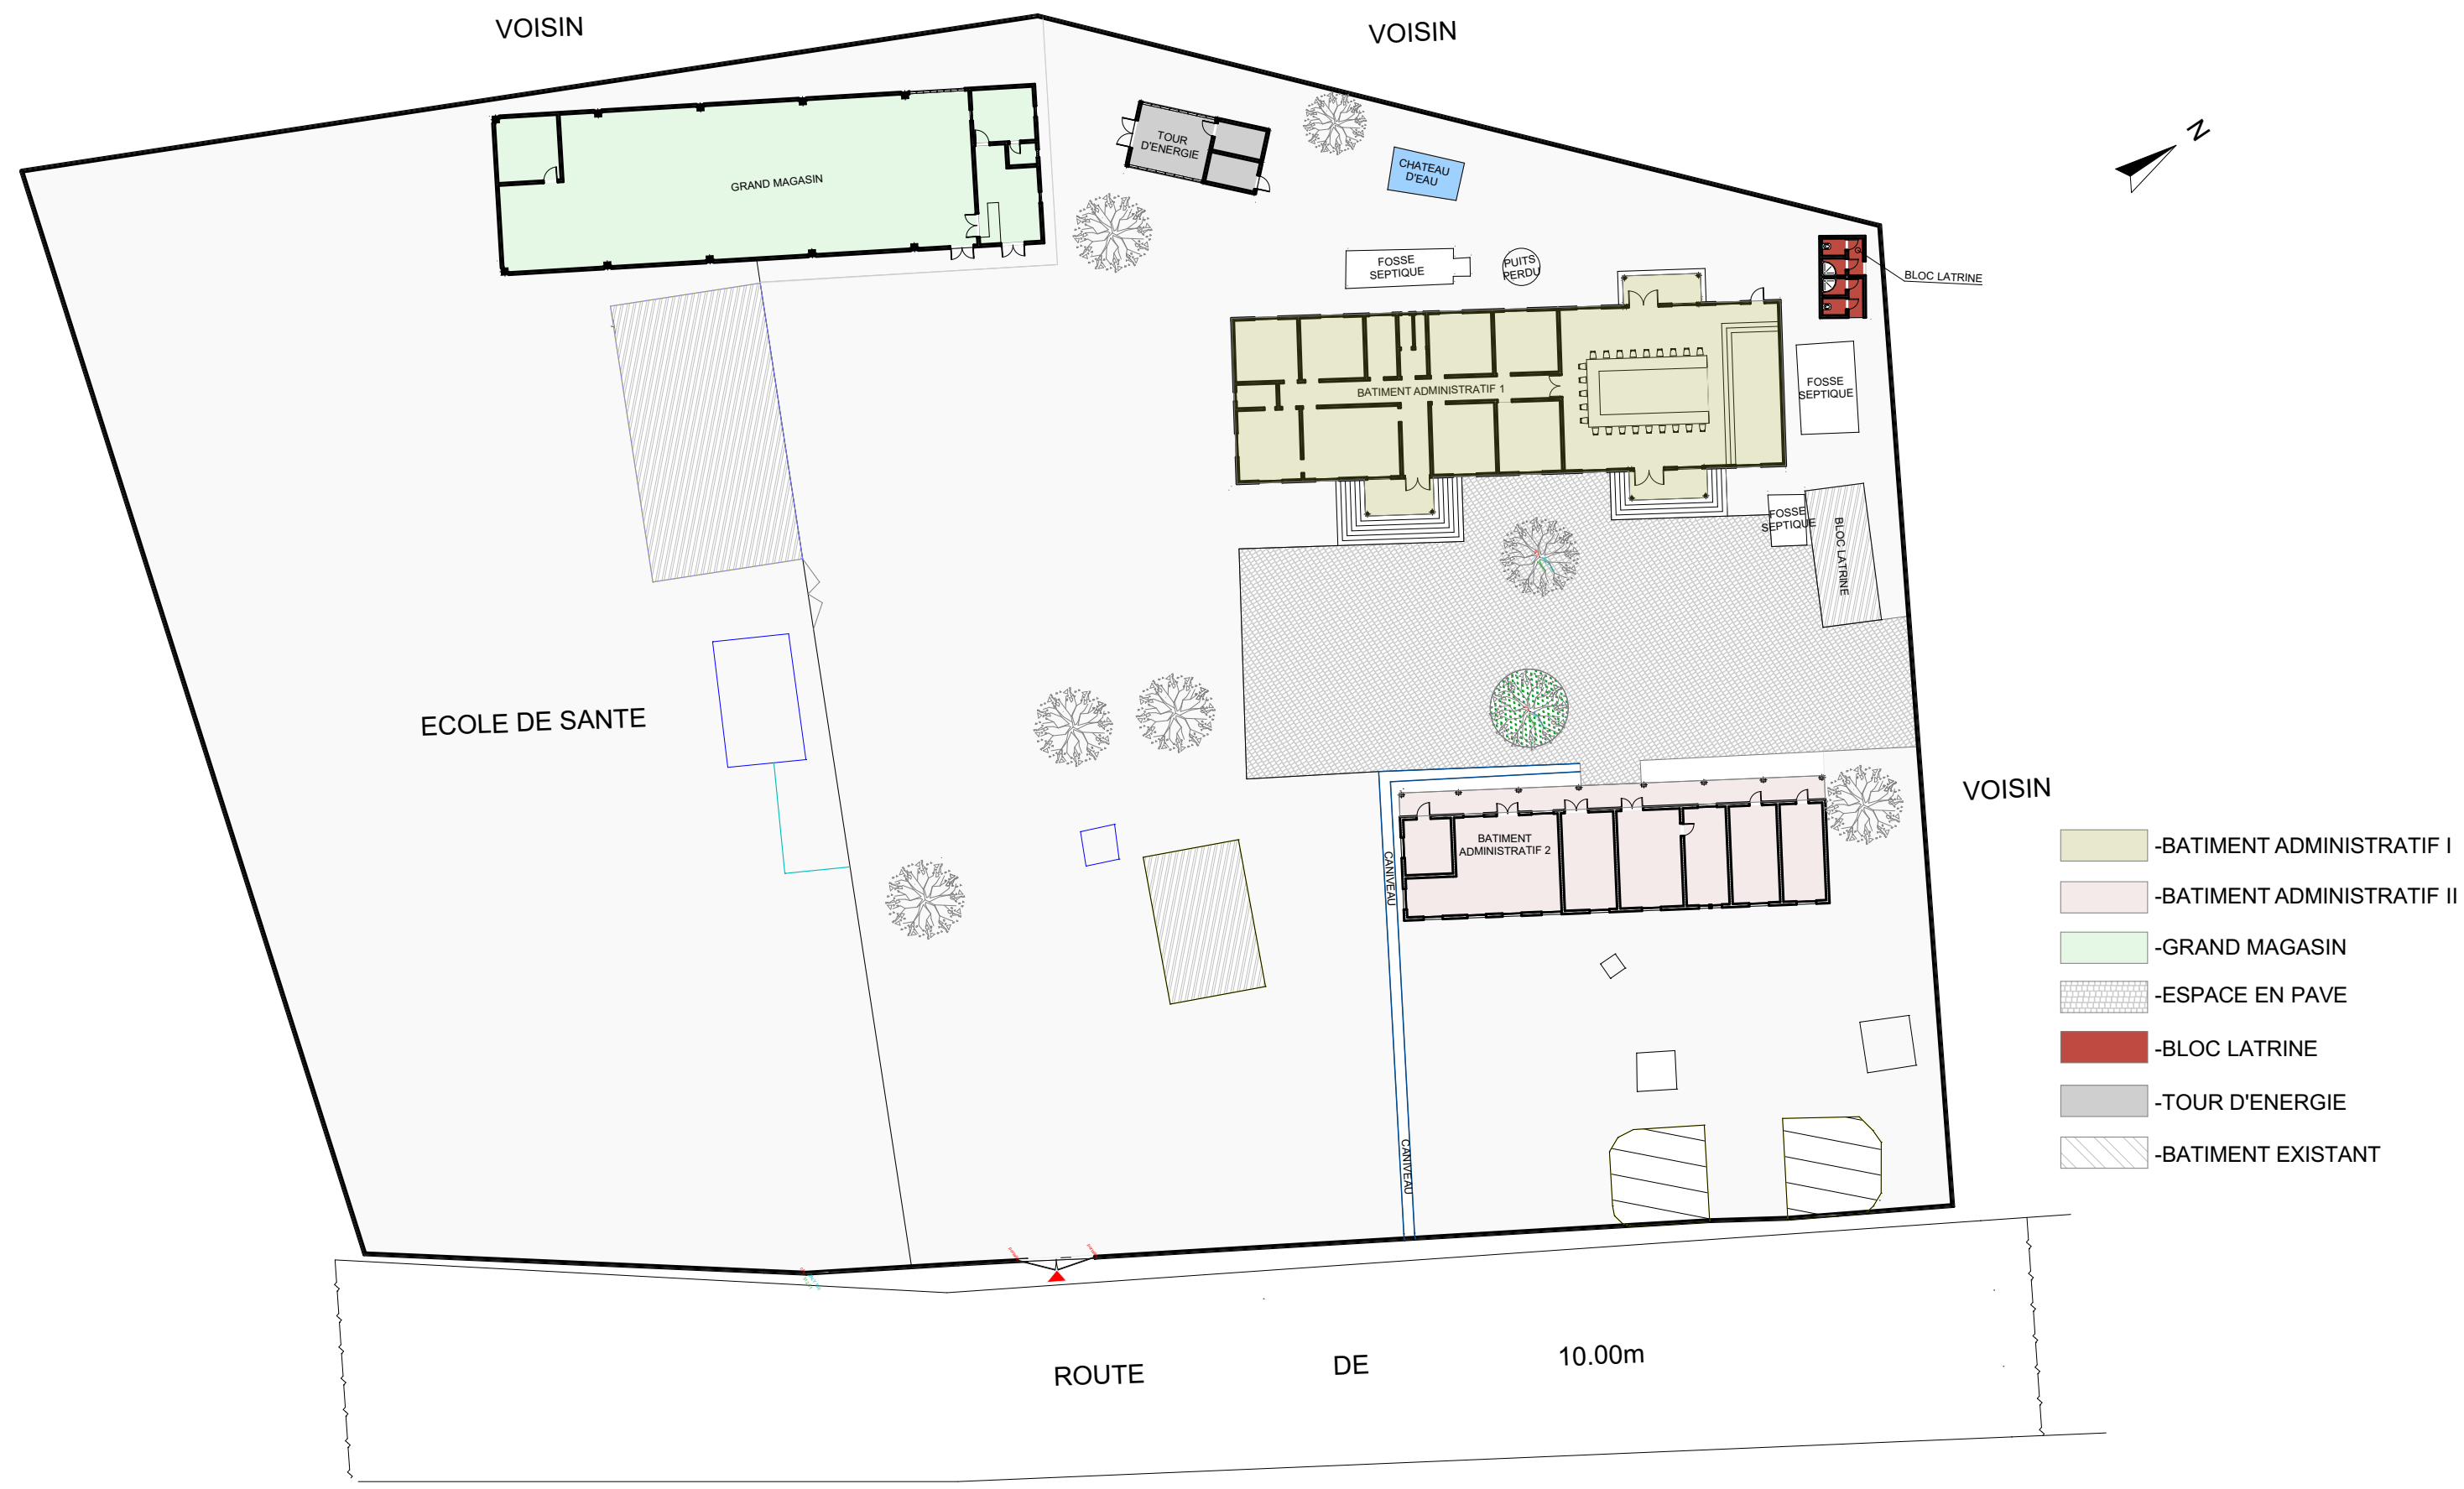 VOISIN
VOISIN
N
TOUR
D'ENERGIE
CHATEAU
D'EAU
GRAND MAGASIN
FOSSE
SEPTIQUE
PUITS
PERDU
BLOC LATRINE
BATIMENT ADMINISTRATIF 1
FOSSE
SEPTIQUE
FOSSE
SEPTIQUE
BLOC LATRINE
ECOLE DE SANTE
VOISIN
BATIMENT
ADMINISTRATIF 2
CANIVEAU
CANIVEAU
-BATIMENT ADMINISTRATIF I
-BATIMENT ADMINISTRATIF II
-GRAND MAGASIN
-ESPACE EN PAVE
-BLOC LATRINE
-TOUR D'ENERGIE
-BATIMENT EXISTANT
ROUTE DE 10.00m